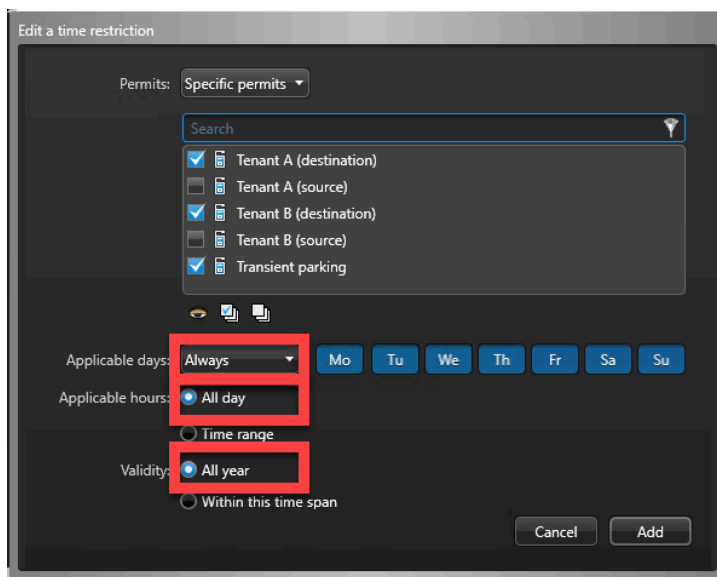 Edit a time restriction
Permits: Specific permits
Search
Tenant A (destination)
Tenant A (source)
Tenant B (destination)
Tenant B (source)
Transient parking
Applicable days: Always Mo Tu We Th Fr Sa Su
Applicable hours: All day
Time range
Validity: All year
Within this time span
Cancel Add